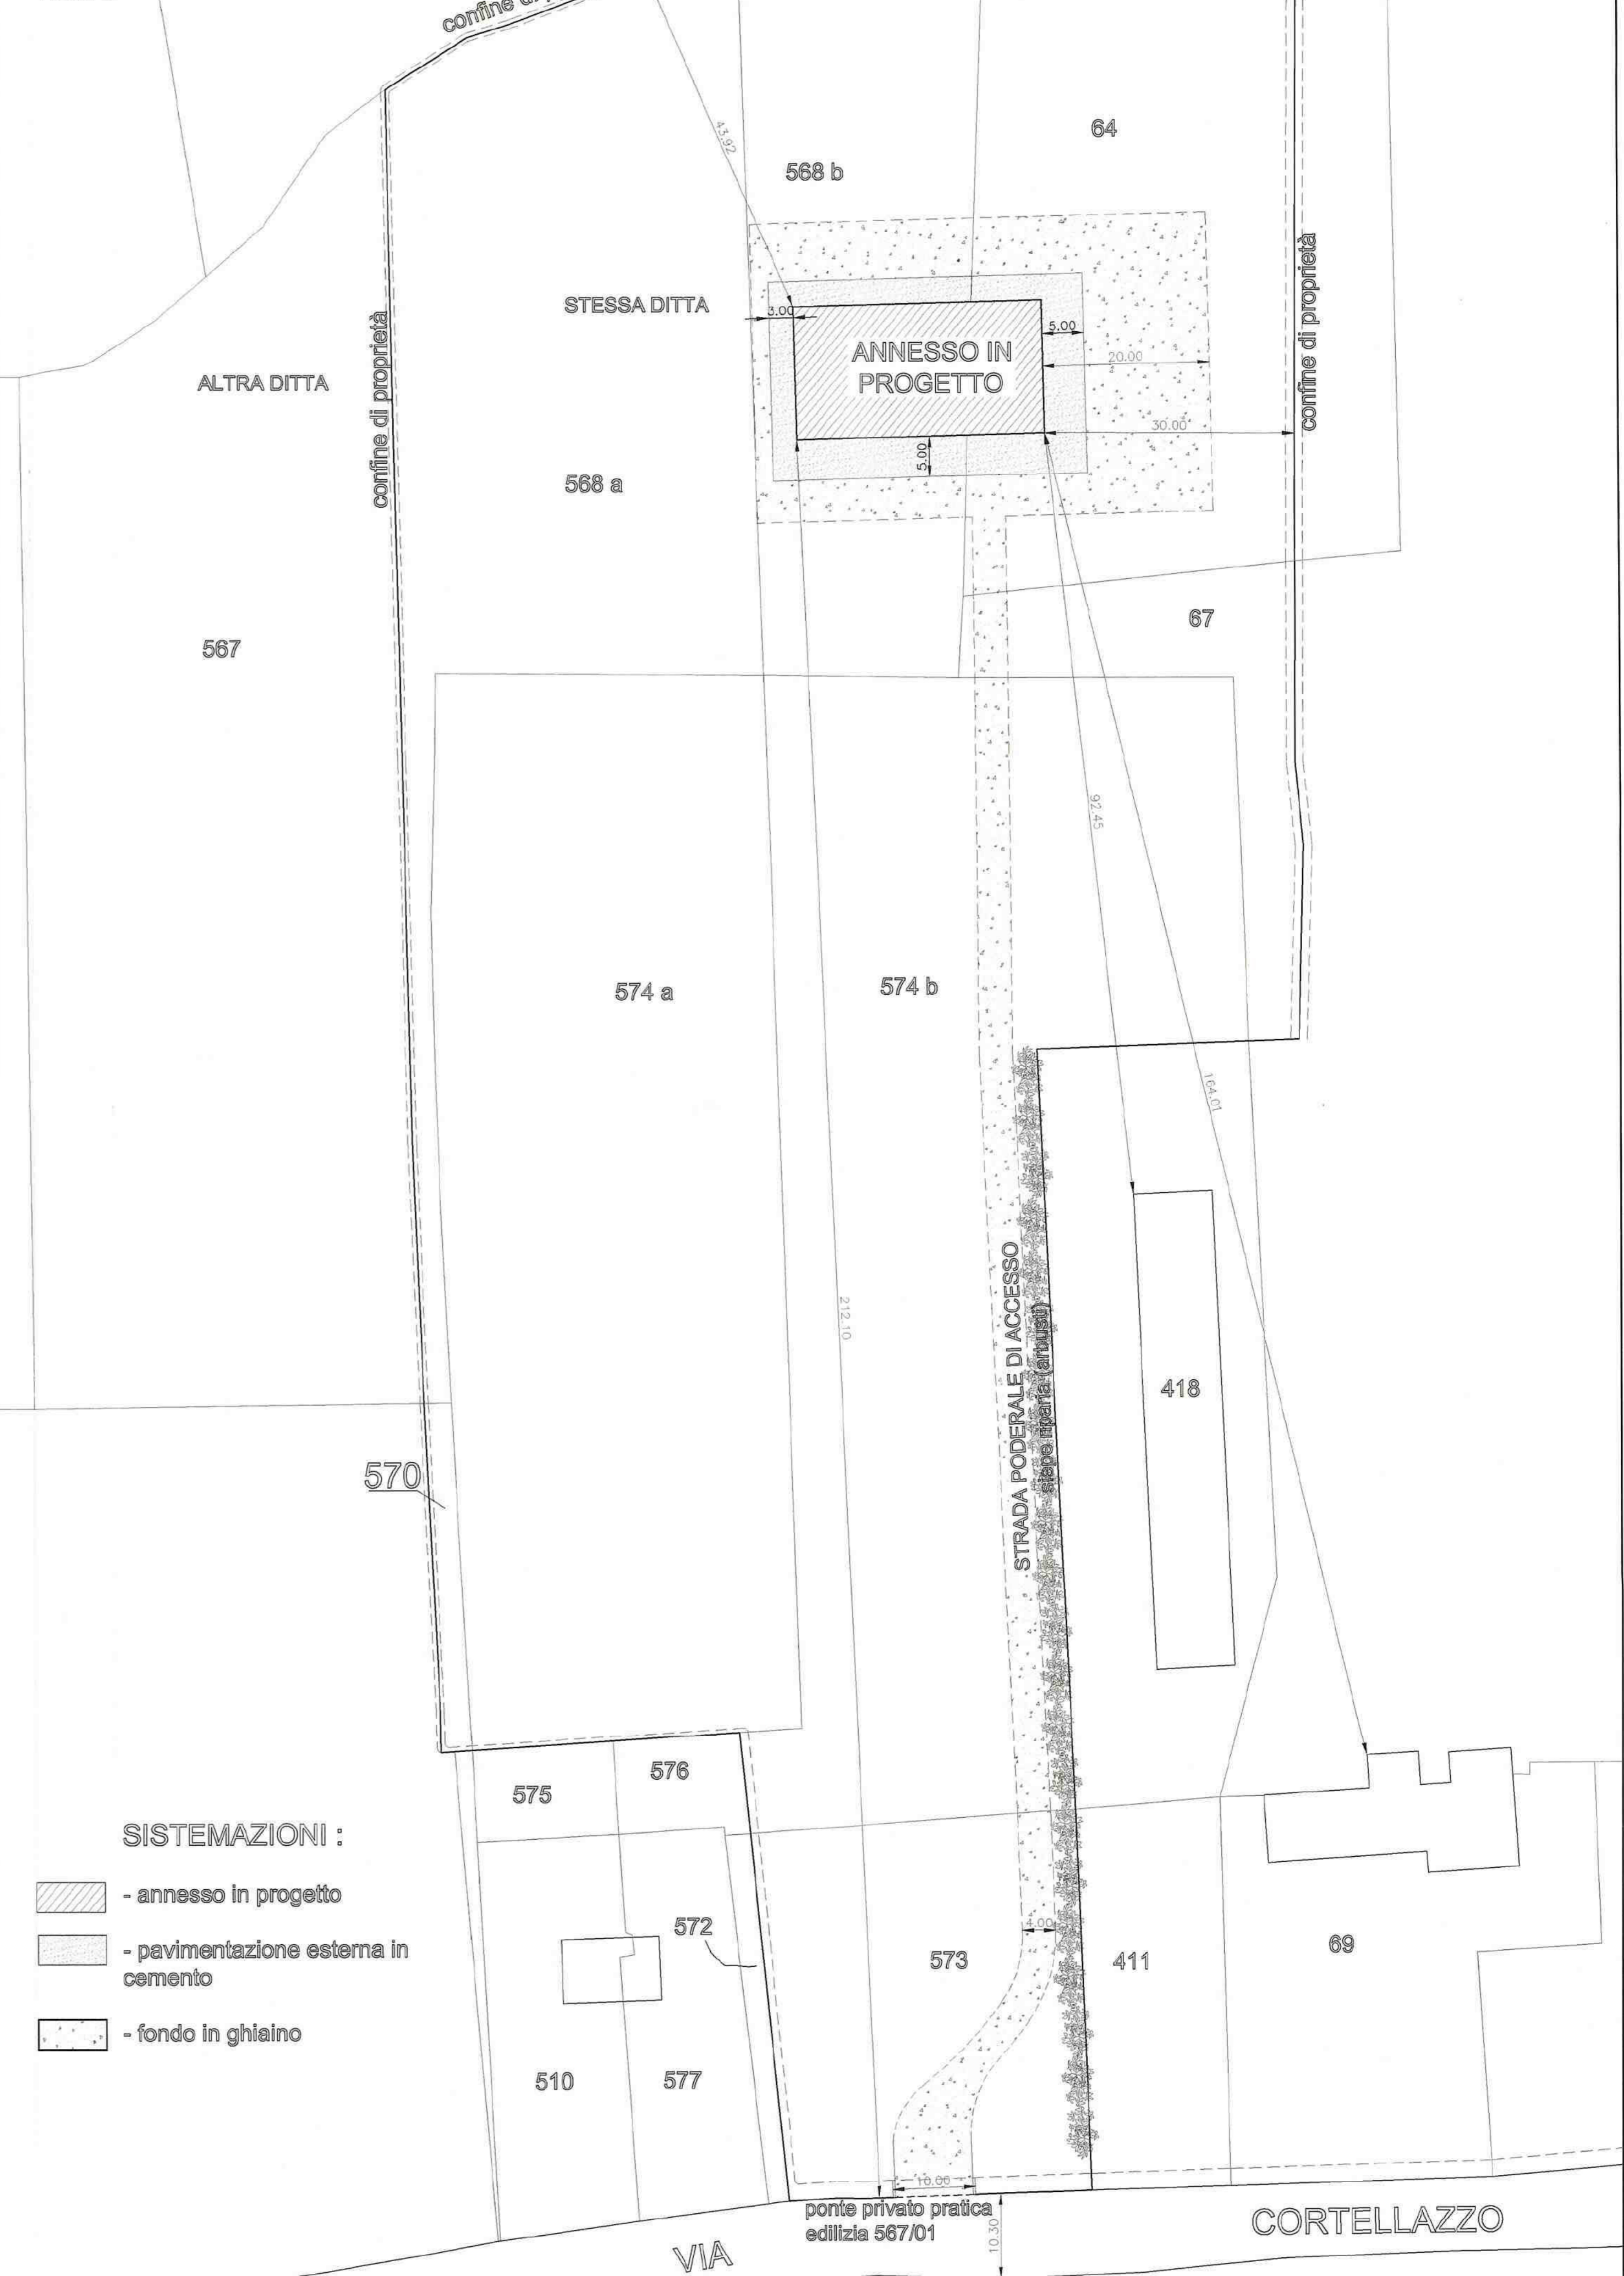 confine di
43.92
64
568 b
confine di proprietà
STESSA DITTA
3.00
ANNESSO IN
PROGETTO
5.00
20.00
ALTRA DITTA
confine di proprietà
30.00
5.00
568 a
67
567
92.45
574 a
574 b
164.01
212.10
STRADA PODERALE DI ACCESSO
siepe riparia (arbusti)
418
570
575
576
SISTEMAZIONI :
- annesso in progetto
- pavimentazione esterna in
cemento
- fondo in ghiaino
572
4.00
573
411
69
510
577
10.00
ponte privato pratica
edilizia 567/01
10.30
VIA
CORTELLAZZO